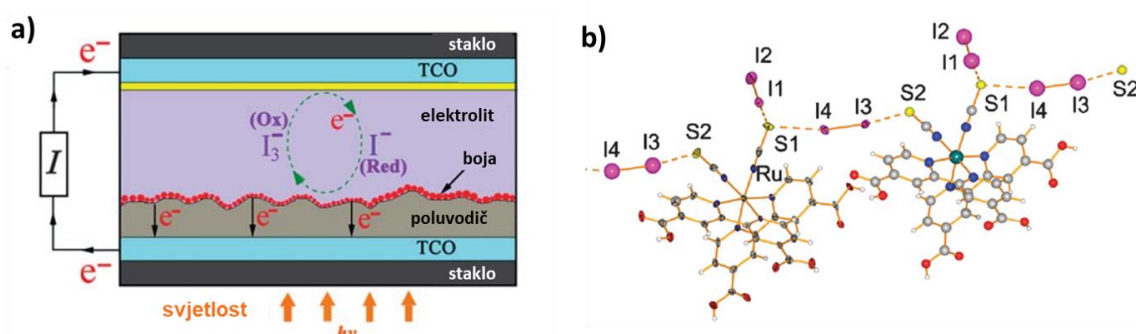 a)
e⁻
staklo
TCO
elektrolit
(Ox)
I₃⁻
e⁻
I⁻
(Red)
boja
I
e⁻
e⁻
e⁻
poluvodič
TCO
e⁻
staklo
svjetlost
hν
b)
I2
I1
S2
I4
I3
S1
Ru
I4
I3
I2
I1
S1
S2
I4
I3
S2